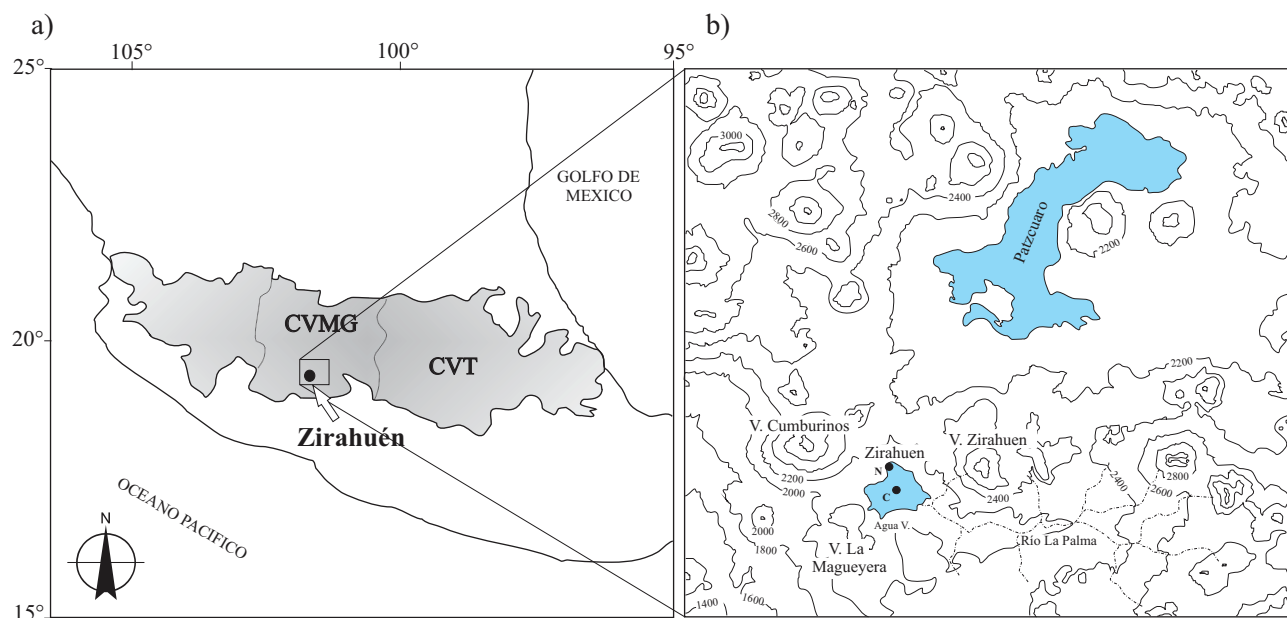 a)
105°
100°
95°
25°
20°
15°
GOLFO DE
MEXICO
CVMG
CVT
Zirahuén
OCEANO PACIFICO
N
b)
3000
2400
2800
2600
Patzcuaro
2200
2200
V. Cumburinos
V. Zirahuen
Zirahuen
N
C
2200
2000
2400
2400
2800
2600
Agua V.
Río La Palma
2000
1800
V. La
Magueyera
1600
1400